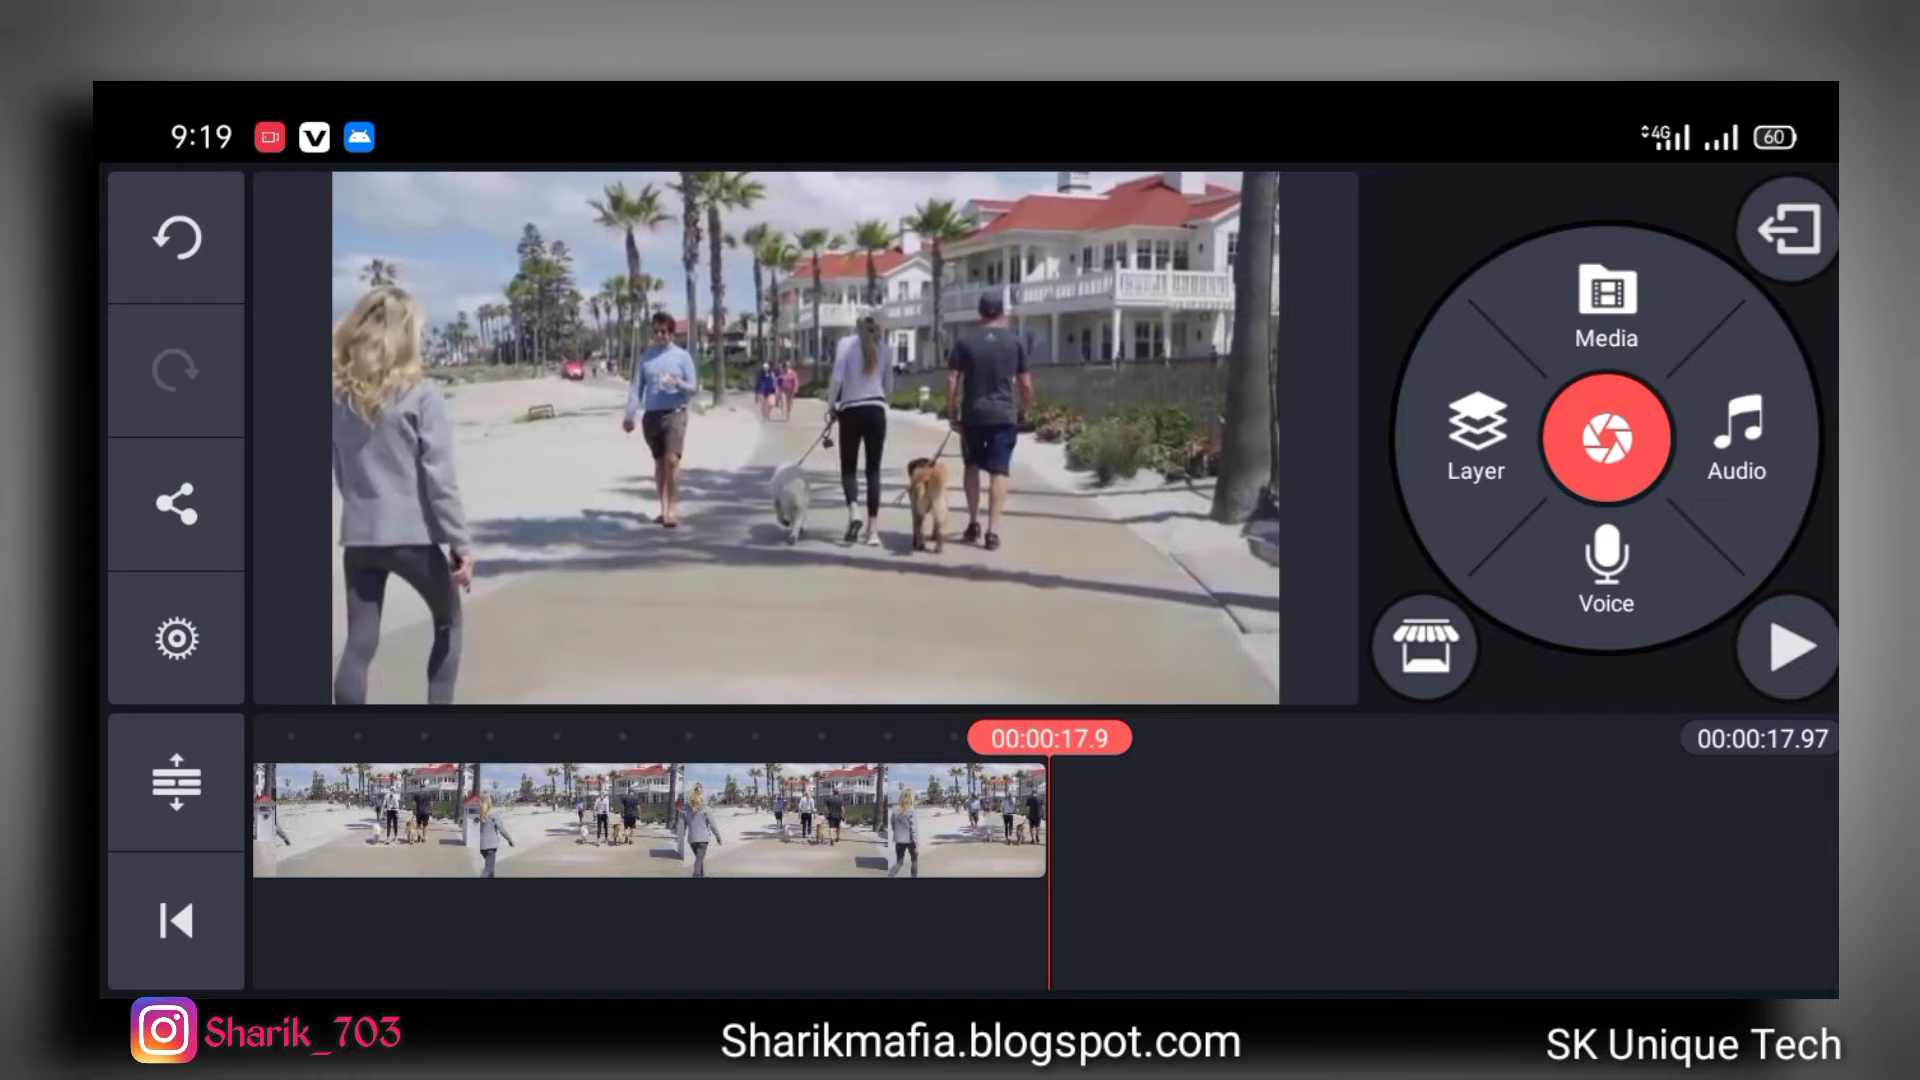 9:19
4G
60
Media
Layer
Audio
Voice
00:00:17.9
00:00:17.97
Sharik_703
Sharikmafia.blogspot.com
SK Unique Tech